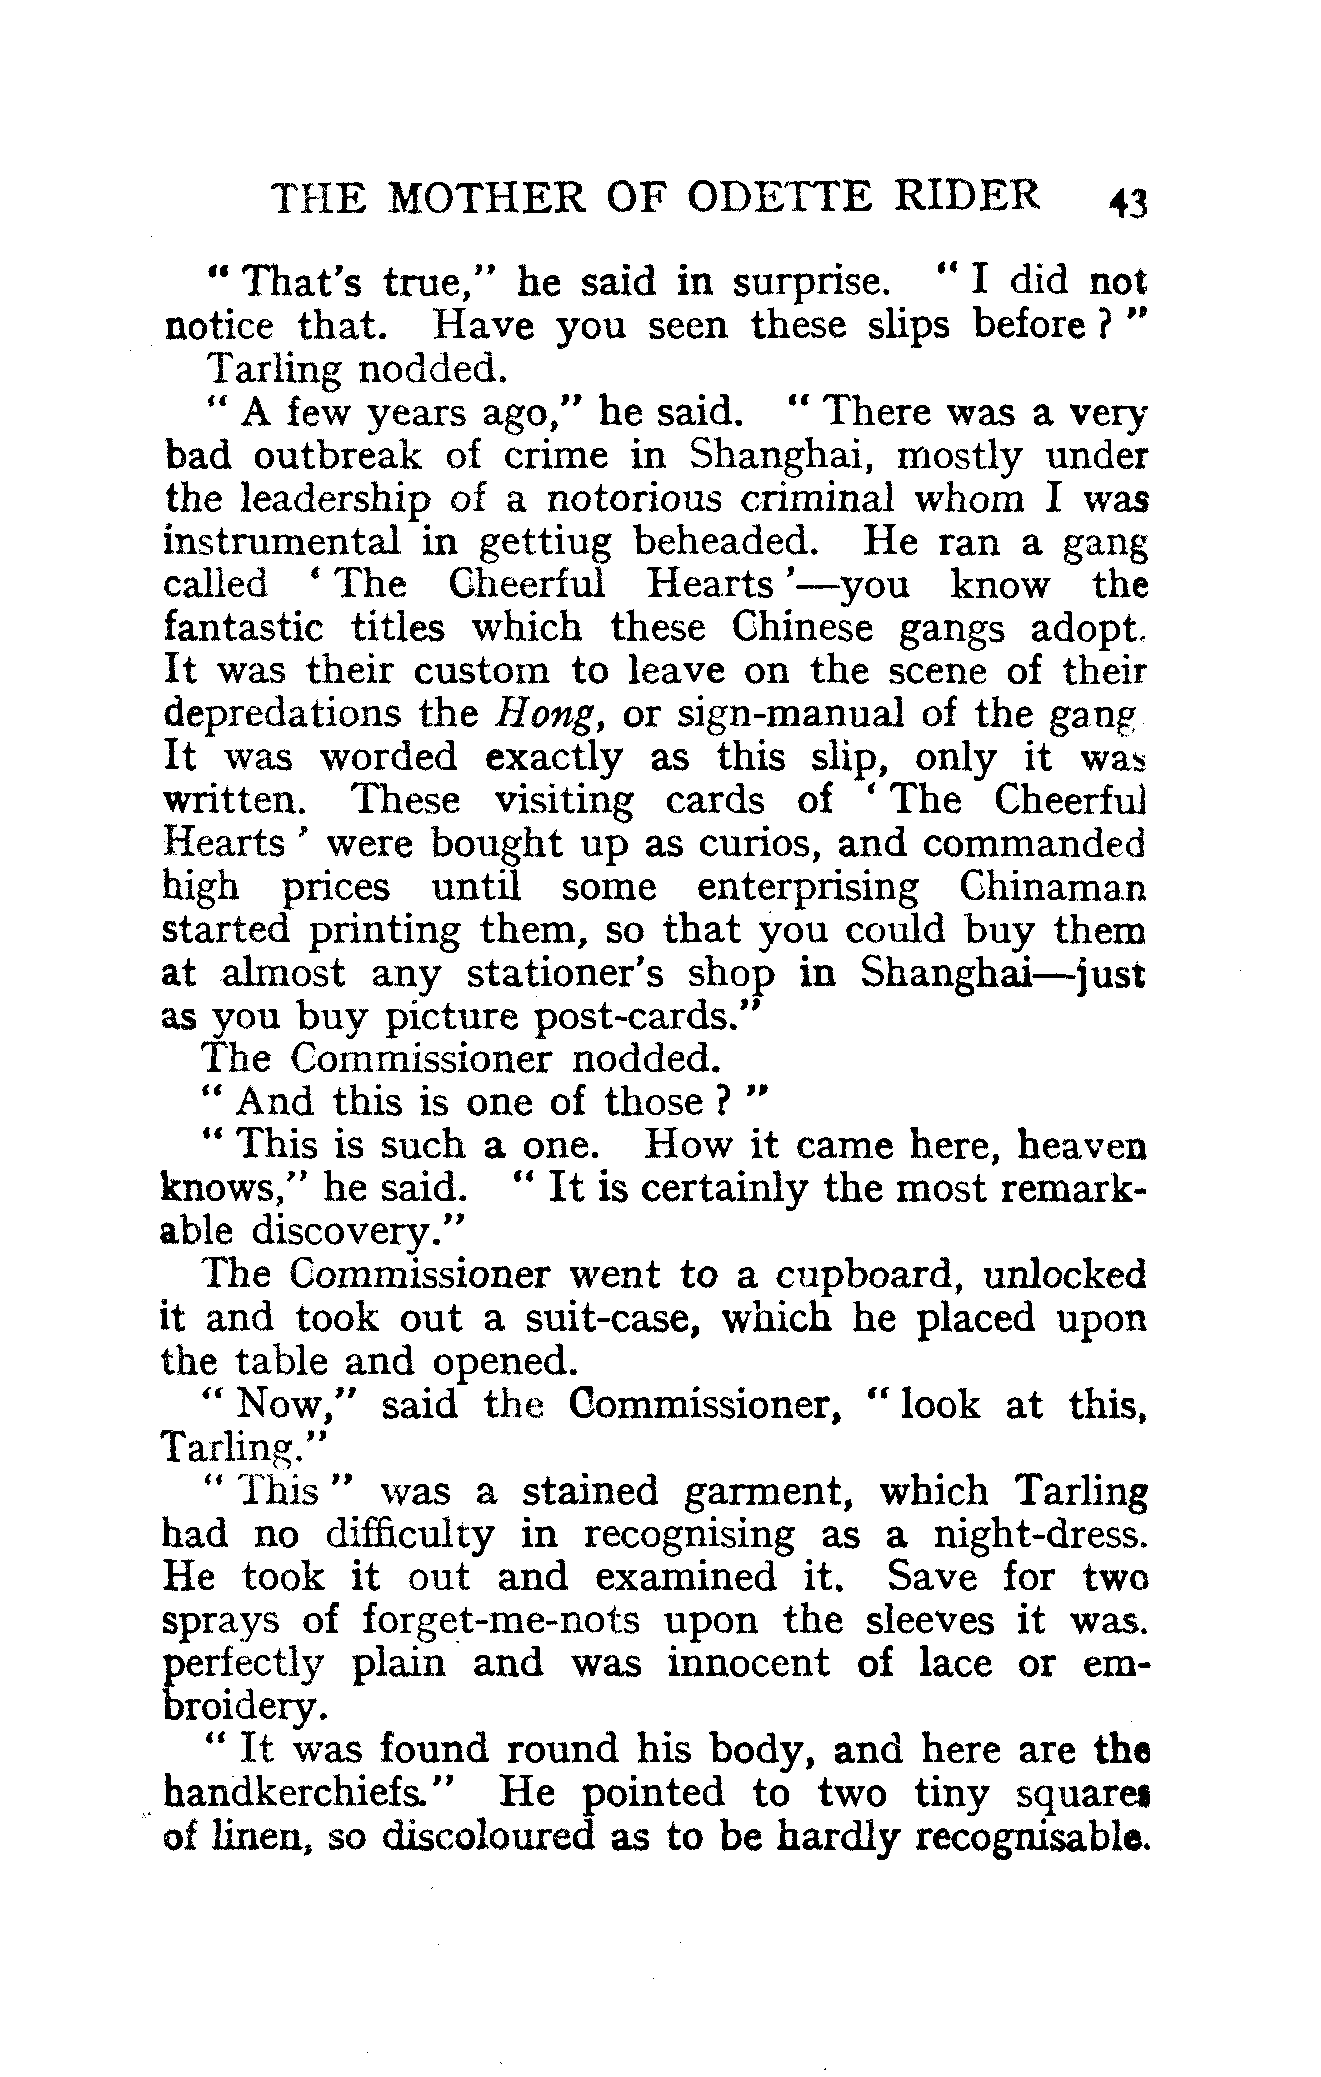 THE MOTHER OF ODETTE RIDER 43
" That's true," he said in surprise. " I did not
notice that. Have you seen these slips before ? "
Tarling nodded.
" A few years ago," he said. " There was a very
bad outbreak of crime in Shanghai, mostly under
the leadership of a notorious criminal whom I was
instrumental in gettiug beheaded. He ran a gang
called ' The Cheerful Hearts '—you know the
fantastic titles which these Chinese gangs adopt.
It was their custom to leave on the scene of their
depredations the Hong, or sign-manual of the gang
It was worded exactly as this slip, only it was
written. These visiting cards of ' The Cheerful
Hearts ' were bought up as curios, and commanded
high prices until some enterprising Chinaman
started printing them, so that you could buy them
at almost any stationer's shop in Shanghai—just
as you buy picture post-cards."
The Commissioner nodded.
" And this is one of those ? "
" This is such a one. How it came here, heaven
knows," he said. " It is certainly the most remark-
able discovery."
The Commissioner went to a cupboard, unlocked
it and took out a suit-case, which he placed upon
the table and opened.
" Now," said the Commissioner, " look at this,
Tarling."
" This " was a stained garment, which Tarling
had no difficulty in recognising as a night-dress.
He took it out and examined it. Save for two
sprays of forget-me-nots upon the sleeves it was.
perfectly plain and was innocent of lace or em-
broidery.
" It was found round his body, and here are the
handkerchiefs." He pointed to two tiny squares
of linen, so discoloured as to be hardly recognisable.